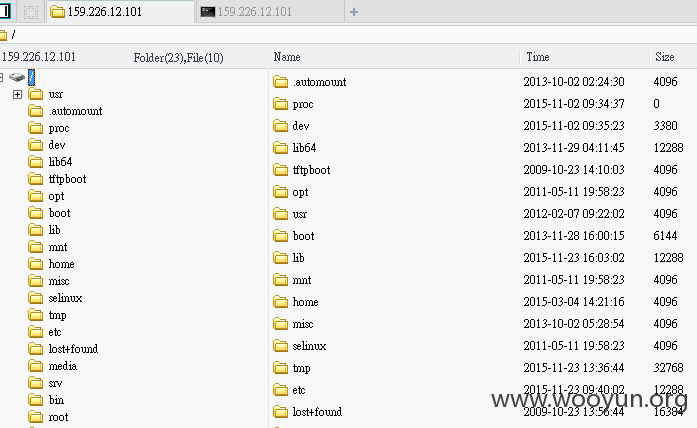 159.226.12.101 159.226.12.101
/
159.226.12.101 Folder(23),File(10) Name Time Size
/
usr
.automount
proc
dev
lib64
tftpboot
opt
boot
lib
mnt
home
misc
selinux
tmp
etc
lost+found
media
srv
bin
root
.automount 2013-10-02 02:24:30 4096
proc 2015-11-02 09:34:37 0
dev 2015-11-02 09:35:23 3380
lib64 2013-11-29 04:11:45 12288
tftpboot 2009-10-23 14:10:03 4096
opt 2011-05-11 19:58:23 4096
usr 2012-02-07 09:22:02 4096
boot 2013-11-28 16:00:15 6144
lib 2015-11-23 16:03:02 12288
mnt 2011-05-11 19:58:23 4096
home 2015-03-04 14:21:16 4096
misc 2013-10-02 05:28:54 4096
selinux 2011-05-11 19:58:23 4096
tmp 2015-11-23 13:36:44 32768
etc 2015-11-23 09:40:02 12288
lost+found 2009-10-23 13:56:44 16384
www.wooyun.org